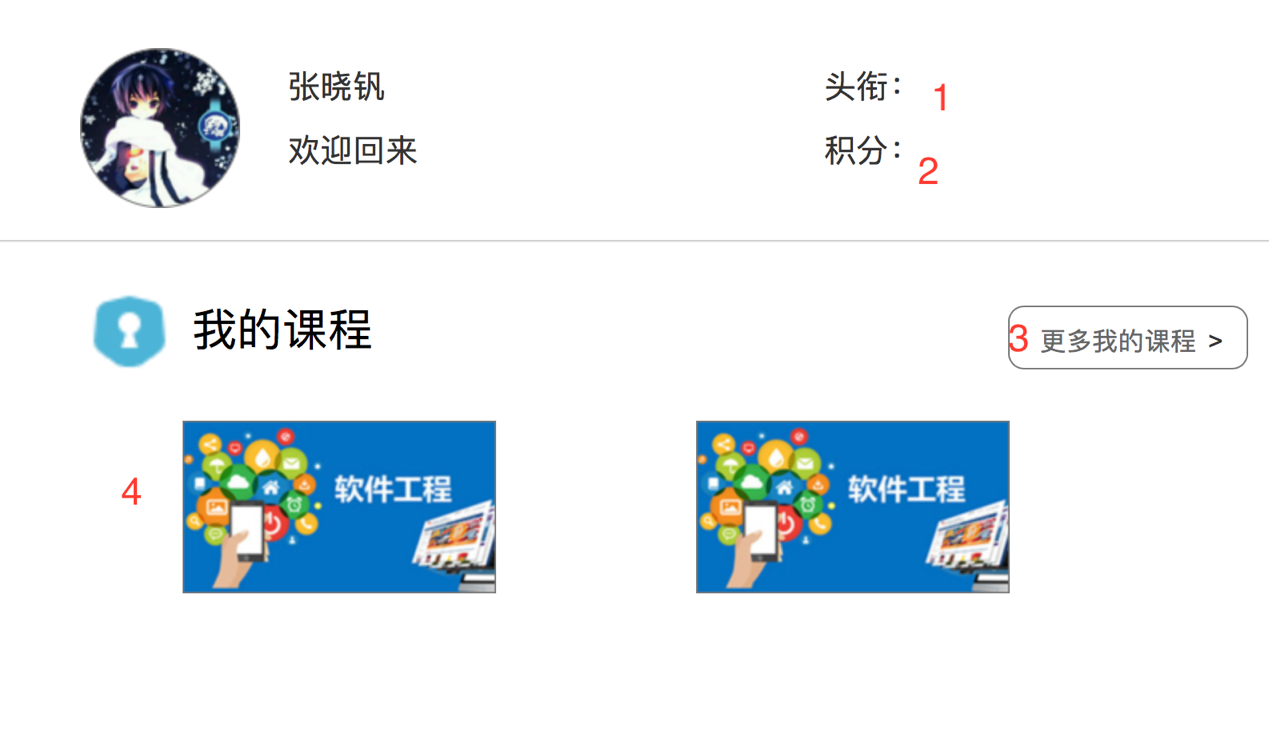 张晓钒
头衔： 1
欢迎回来
积分： 2
我的课程
3 更多我的课程 >
4
软件工程
软件工程